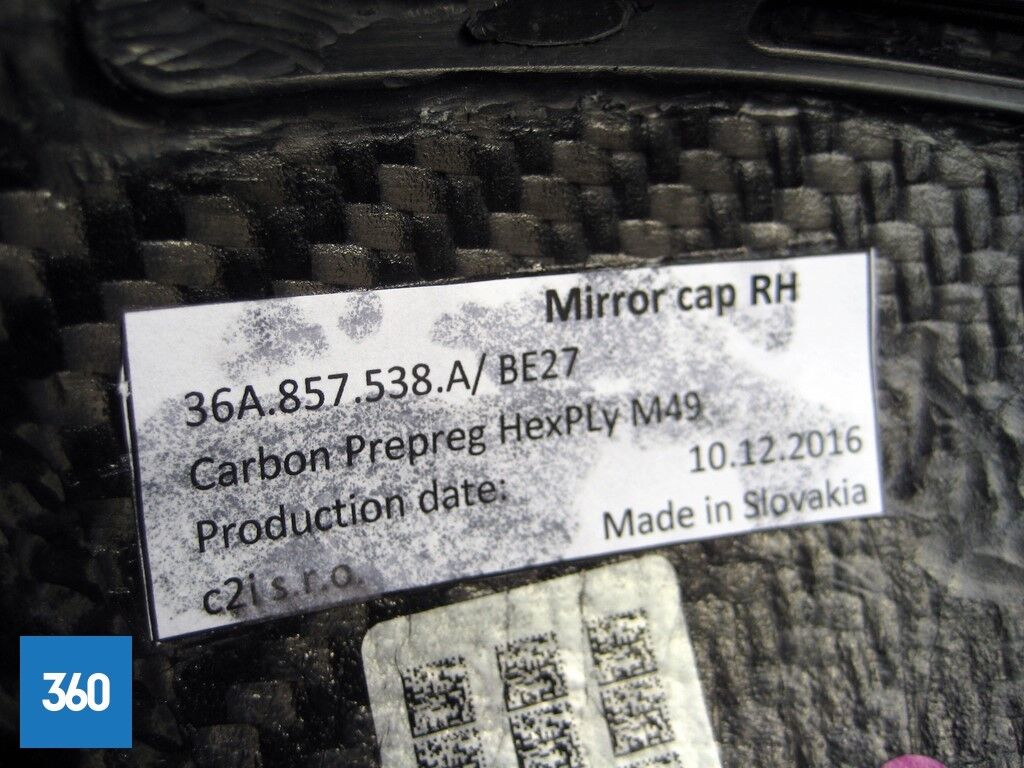 Mirror cap RH
36A.857.538.A/ BE27
Carbon Prepreg HexPLy M49
Production date: 10.12.2016
c2i s.r.o. Made in Slovakia
360